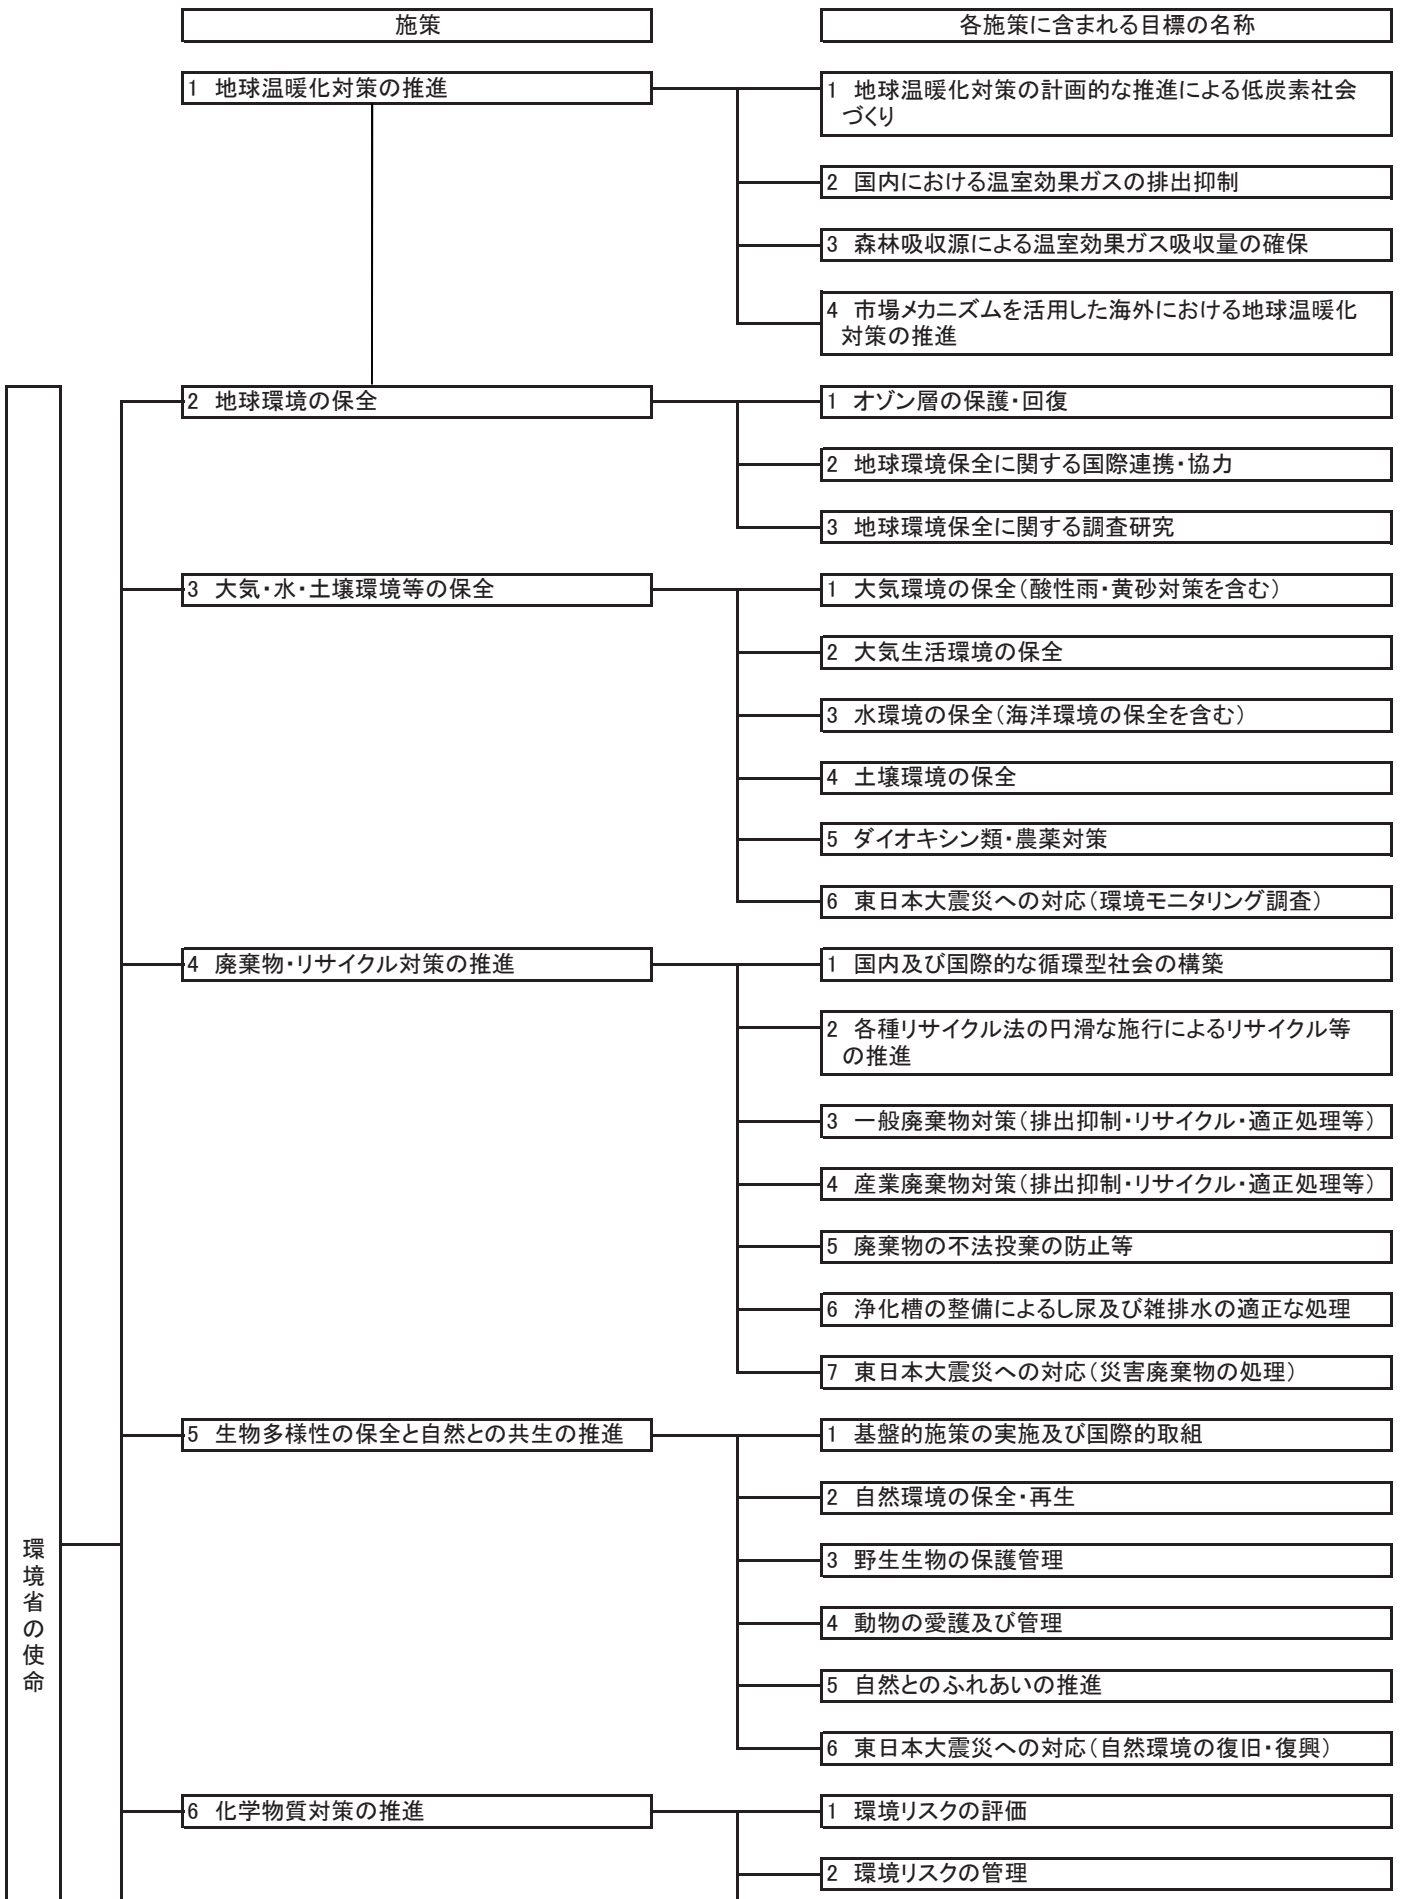 施策
各施策に含まれる目標の名称
1 地球温暖化対策の推進
1 地球温暖化対策の計画的な推進による低炭素社会
づくり
2 国内における温室効果ガスの排出抑制
3 森林吸収源による温室効果ガス吸収量の確保
4 市場メカニズムを活用した海外における地球温暖化
対策の推進
2 地球環境の保全
1 オゾン層の保護・回復
2 地球環境保全に関する国際連携・協力
3 地球環境保全に関する調査研究
3 大気・水・土壌環境等の保全
1 大気環境の保全(酸性雨・黄砂対策を含む)
2 大気生活環境の保全
3 水環境の保全(海洋環境の保全を含む)
4 土壌環境の保全
5 ダイオキシン類・農薬対策
6 東日本大震災への対応(環境モニタリング調査)
4 廃棄物・リサイクル対策の推進
1 国内及び国際的な循環型社会の構築
2 各種リサイクル法の円滑な施行によるリサイクル等
の推進
3 一般廃棄物対策(排出抑制・リサイクル・適正処理等)
4 産業廃棄物対策(排出抑制・リサイクル・適正処理等)
5 廃棄物の不法投棄の防止等
6 浄化槽の整備によるし尿及び雑排水の適正な処理
7 東日本大震災への対応(災害廃棄物の処理)
5 生物多様性の保全と自然との共生の推進
1 基盤的施策の実施及び国際的取組
2 自然環境の保全・再生
3 野生生物の保護管理
4 動物の愛護及び管理
5 自然とのふれあいの推進
6 東日本大震災への対応(自然環境の復旧・復興)
6 化学物質対策の推進
1 環境リスクの評価
2 環境リスクの管理
環境省の使命